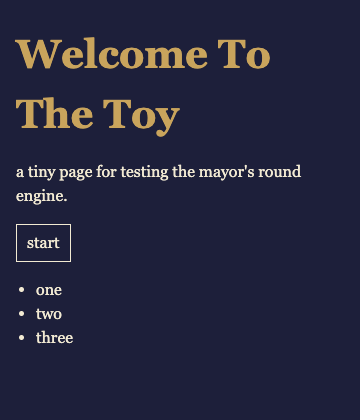 Welcome To
The Toy
a tiny page for testing the mayor's round
engine.
start
one
two
three